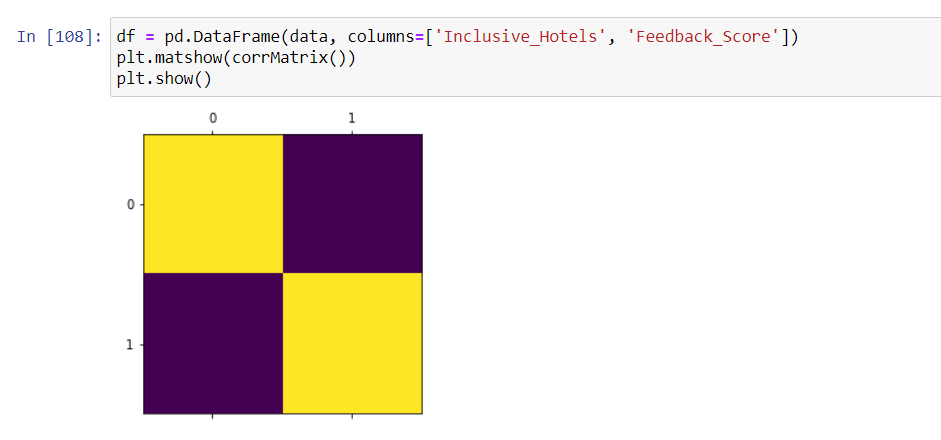 In [108]: df = pd.DataFrame(data, columns=['Inclusive_Hotels', 'Feedback_Score'])
plt.matshow(corrMatrix())
plt.show()
0 1
0
1